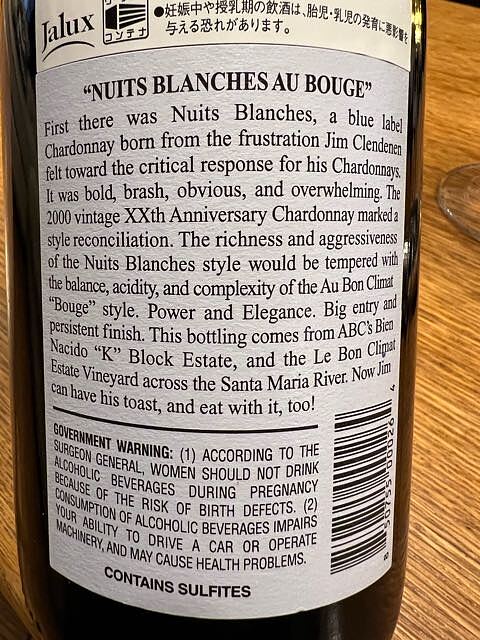 Jalux
コンテナ
●妊娠中や授乳期の飲酒は、胎児・乳児の発育に悪影響を
与える恐れがあります。
“NUITS BLANCHES AU BOUGE”
First there was Nuits Blanches, a blue label
Chardonnay born from the frustration Jim Clendenen
felt toward the critical response for his Chardonnays.
It was bold, brash, obvious, and overwhelming. The
2000 vintage XXth Anniversary Chardonnay marked a
style reconciliation. The richness and aggressiveness
of the Nuits Blanches style would be tempered with
the balance, acidity, and complexity of the Au Bon Climat
“Bouge” style. Power and Elegance. Big entry and
persistent finish. This bottling comes from ABC’s Bien
Nacido “K” Block Estate, and the Le Bon Climat
Estate Vineyard across the Santa Maria River. Now Jim
can have his toast, and eat with it, too!
GOVERNMENT WARNING: (1) ACCORDING TO THE
SURGEON GENERAL, WOMEN SHOULD NOT DRINK
ALCOHOLIC BEVERAGES DURING PREGNANCY
BECAUSE OF THE RISK OF BIRTH DEFECTS. (2)
CONSUMPTION OF ALCOHOLIC BEVERAGES IMPAIRS
YOUR ABILITY TO DRIVE A CAR OR OPERATE
MACHINERY, AND MAY CAUSE HEALTH PROBLEMS.
CONTAINS SULFITES
8 50755 00026 4